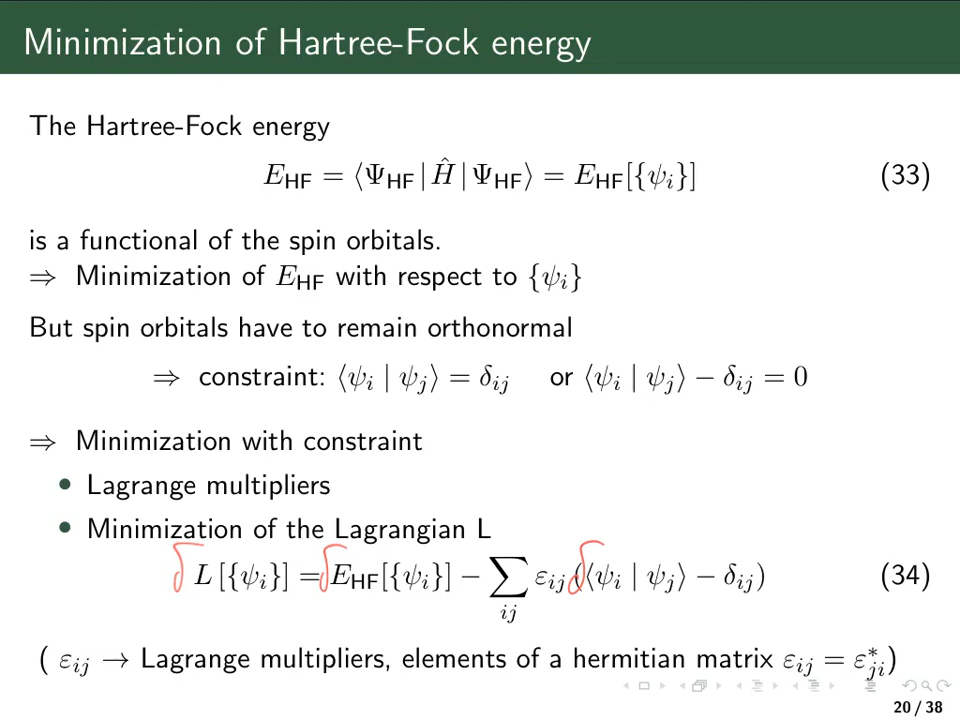 Minimization of Hartree-Fock energy
The Hartree-Fock energy
E_HF = ⟨Ψ_HF | Ĥ | Ψ_HF⟩ = E_HF[{ψ_i}] (33)
is a functional of the spin orbitals.
⇒ Minimization of E_HF with respect to {ψ_i}
But spin orbitals have to remain orthonormal
⇒ constraint: ⟨ψ_i | ψ_j⟩ = δ_ij or ⟨ψ_i | ψ_j⟩ − δ_ij = 0
⇒ Minimization with constraint
• Lagrange multipliers
• Minimization of the Lagrangian L
δ L [{ψ_i}] = δ E_HF[{ψ_i}] − ∑_ij ε_ij δ (⟨ψ_i | ψ_j⟩ − δ_ij) (34)
( ε_ij → Lagrange multipliers, elements of a hermitian matrix ε_ij = ε*_ji)
20 / 38